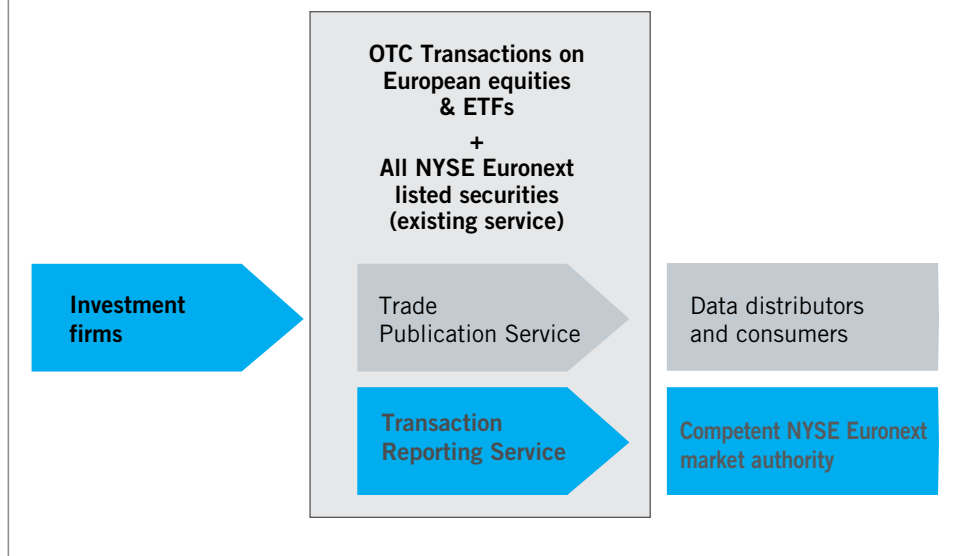 OTC Transactions on
European equities
& ETFs
+
All NYSE Euronext
listed securities
(existing service)
Investment
firms
Trade
Publication Service
Data distributors
and consumers
Transaction
Reporting Service
Competent NYSE Euronext
market authority